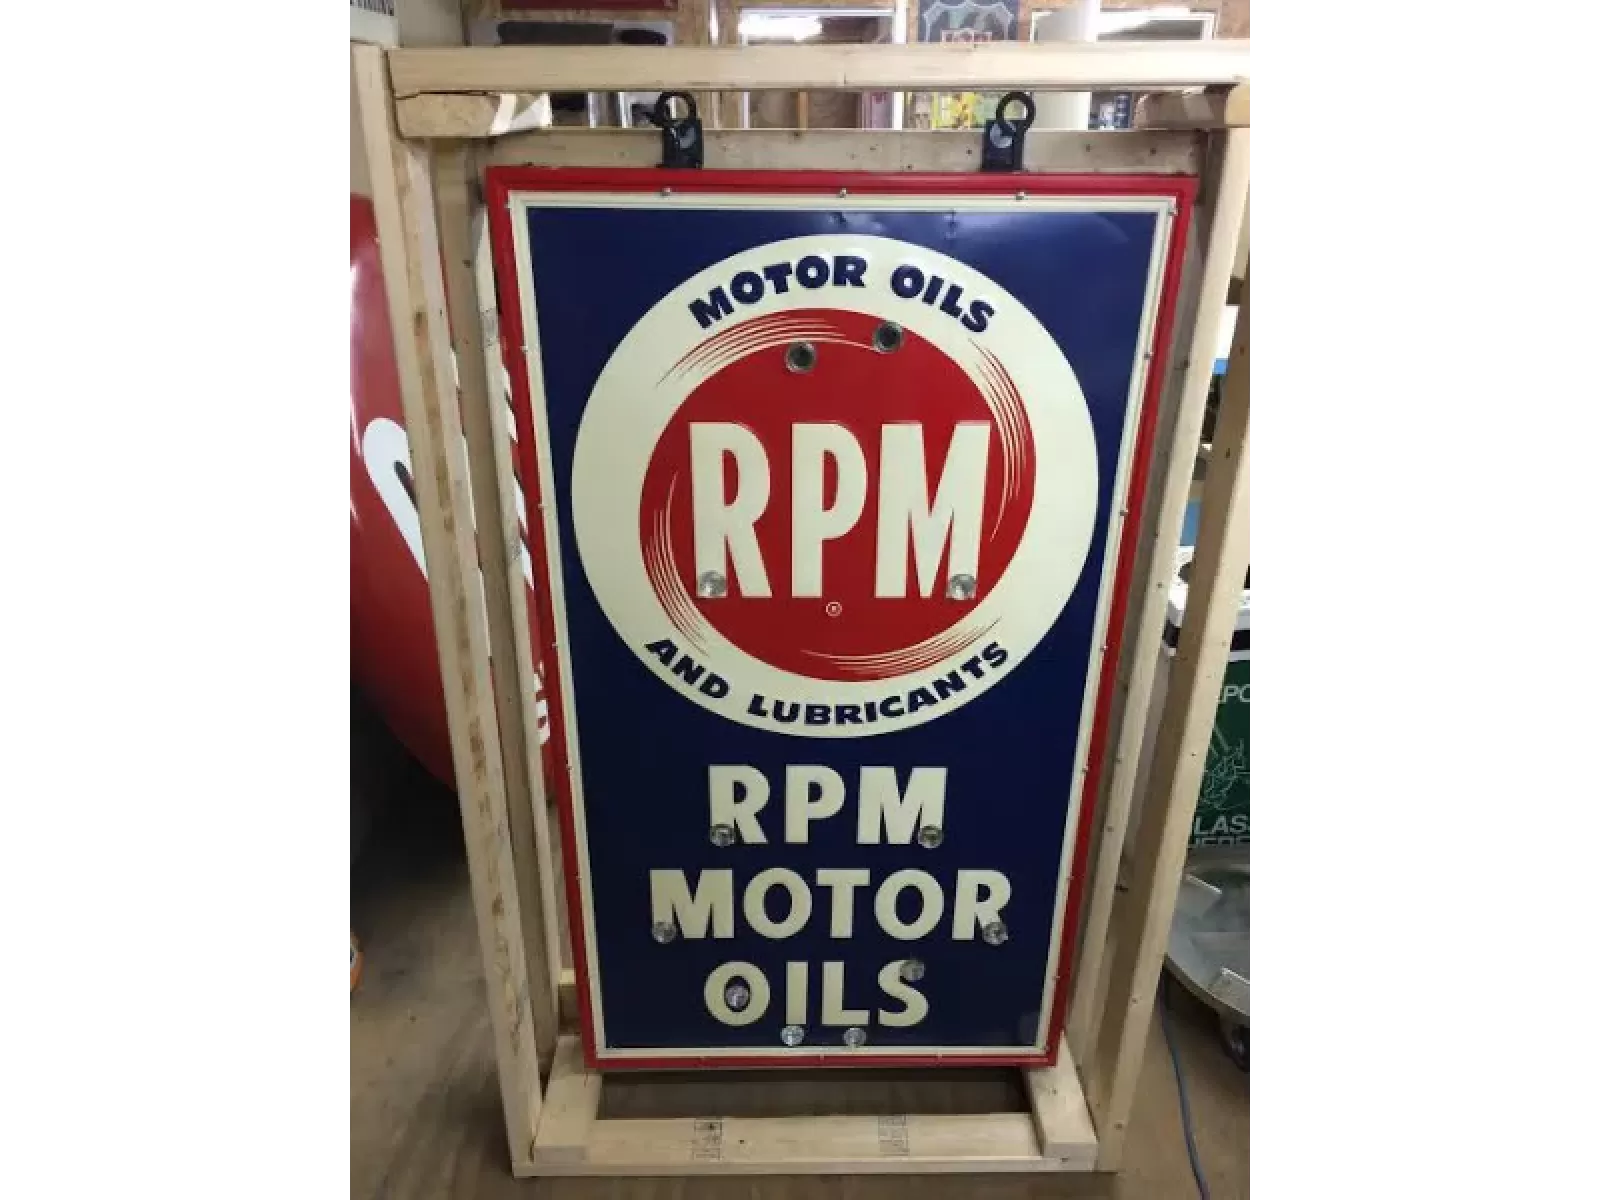 MOTOR OILS
RPM
®
AND LUBRICANTS
RPM
MOTOR
OILS